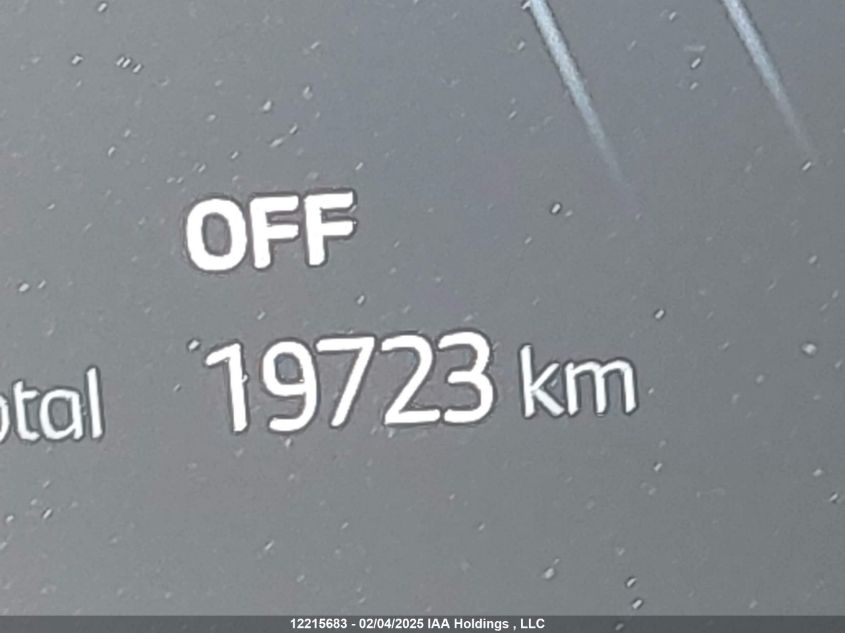 OFF
otal 19723 km
12215683 - 02/04/2025 IAA Holdings , LLC